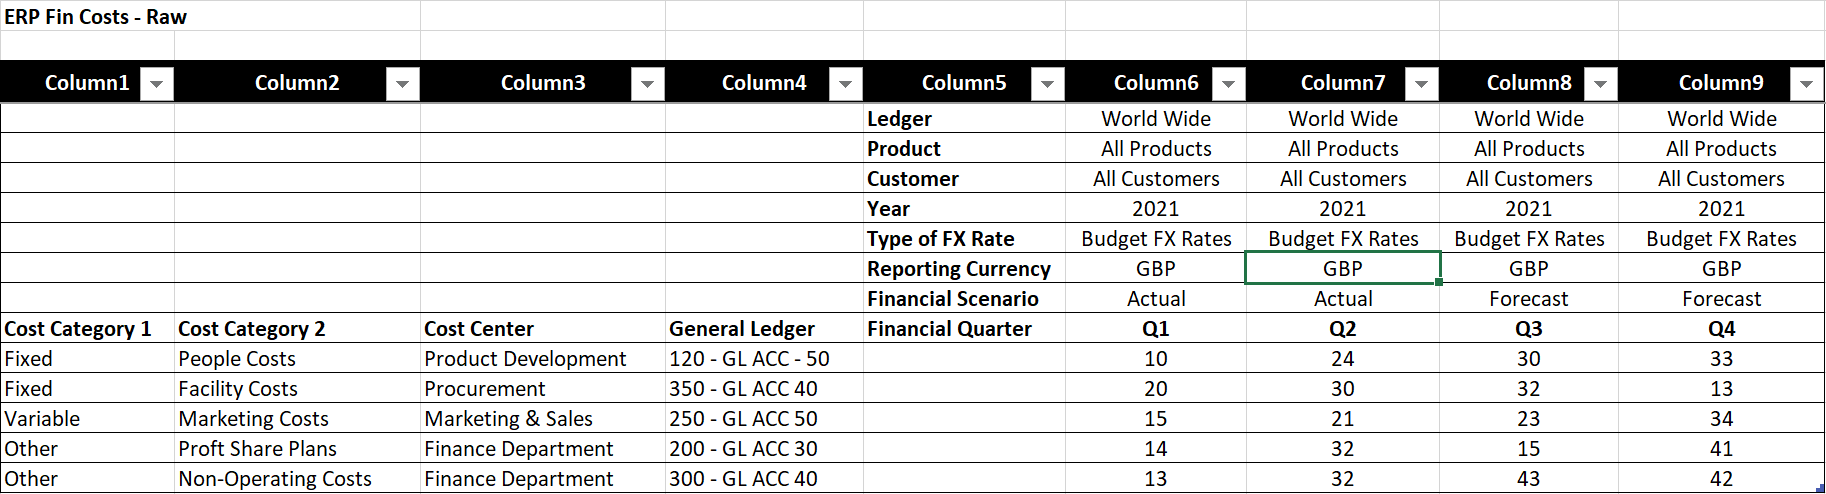 ERP Fin Costs - Raw
Column1 Column2 Column3 Column4 Column5 Column6 Column7 Column8 Column9
Ledger World Wide World Wide World Wide World Wide
Product All Products All Products All Products All Products
Customer All Customers All Customers All Customers All Customers
Year 2021 2021 2021 2021
Type of FX Rate Budget FX Rates Budget FX Rates Budget FX Rates Budget FX Rates
Reporting Currency GBP GBP GBP GBP
Financial Scenario Actual Actual Forecast Forecast
Cost Category 1 Cost Category 2 Cost Center General Ledger Financial Quarter Q1 Q2 Q3 Q4
Fixed People Costs Product Development 120 - GL ACC - 50 10 24 30 33
Fixed Facility Costs Procurement 350 - GL ACC 40 20 30 32 13
Variable Marketing Costs Marketing & Sales 250 - GL ACC 50 15 21 23 34
Other Proft Share Plans Finance Department 200 - GL ACC 30 14 32 15 41
Other Non-Operating Costs Finance Department 300 - GL ACC 40 13 32 43 42